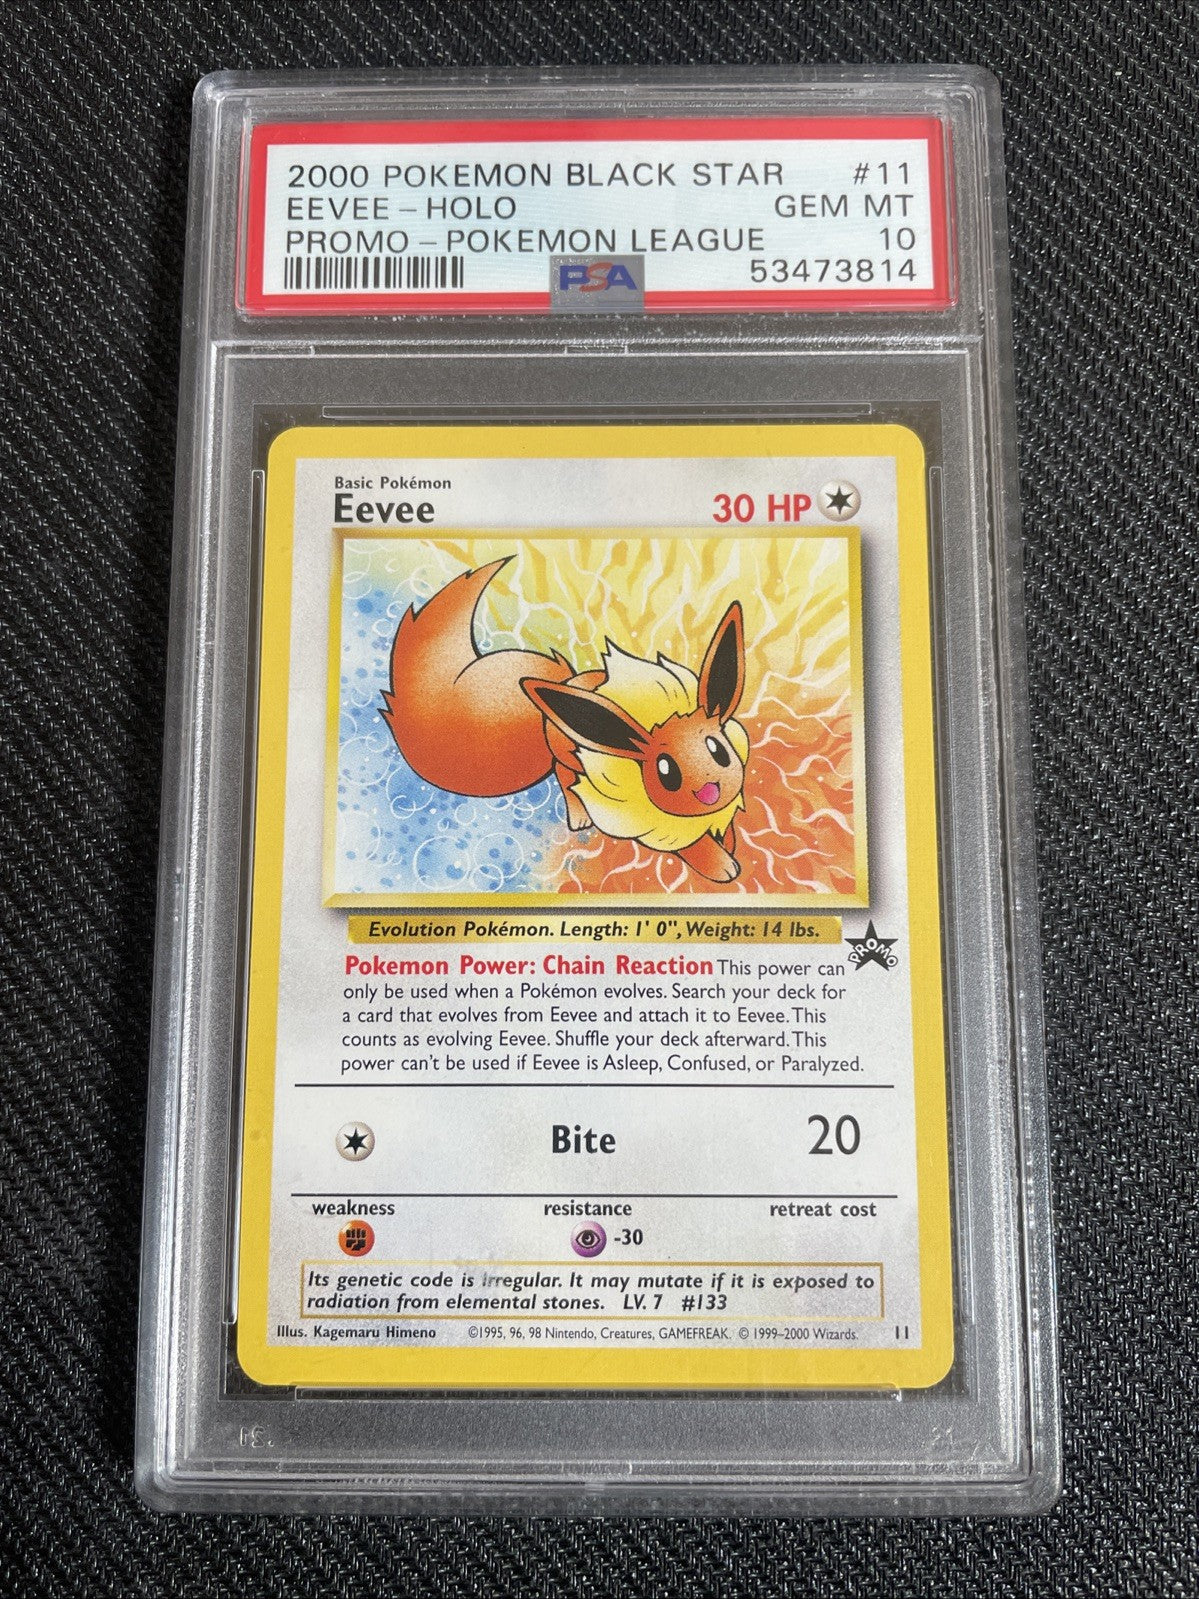 2000 POKEMON BLACK STAR #11
EEVEE - HOLO GEM MT
PROMO - POKEMON LEAGUE 10
PSA 53473814
Basic Pokémon
Eevee 30 HP
Evolution Pokémon. Length: 1' 0", Weight: 14 lbs.
PROMO
Pokemon Power: Chain Reaction This power can
only be used when a Pokémon evolves. Search your deck for
a card that evolves from Eevee and attach it to Eevee. This
counts as evolving Eevee. Shuffle your deck afterward. This
power can't be used if Eevee is Asleep, Confused, or Paralyzed.
Bite 20
weakness resistance retreat cost
-30
Its genetic code is irregular. It may mutate if it is exposed to
radiation from elemental stones. LV. 7 #133
Illus. Kagemaru Himeno ©1995, 96, 98 Nintendo, Creatures, GAMEFREAK. © 1999-2000 Wizards. 11